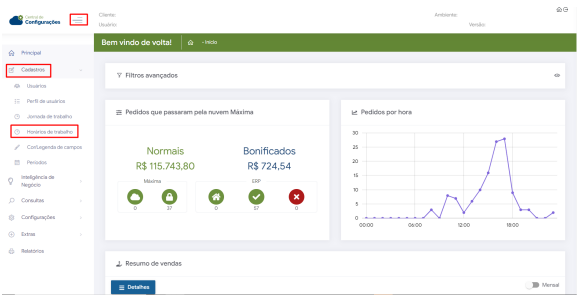 Central de
Configurações
Cliente:
Usuário:
Ambiente:
Versão:
Bem vindo de volta!
- Início
Principal
Cadastros
Usuários
Perfil de usuários
Jornada de trabalho
Horários de trabalho
Cor/Legenda de campos
Períodos
Inteligência de
Negócio
Consultas
Configurações
Extras
Relatórios
Filtros avançados
Pedidos que passaram pela nuvem Máxima
Normais
R$ 115.743,80
Bonificados
R$ 724,54
Máxima
ERP
0
37
0
57
0
Pedidos por hora
30
25
20
15
10
5
0
00:00
06:00
12:00
18:00
Resumo de vendas
Detalhes
Mensal